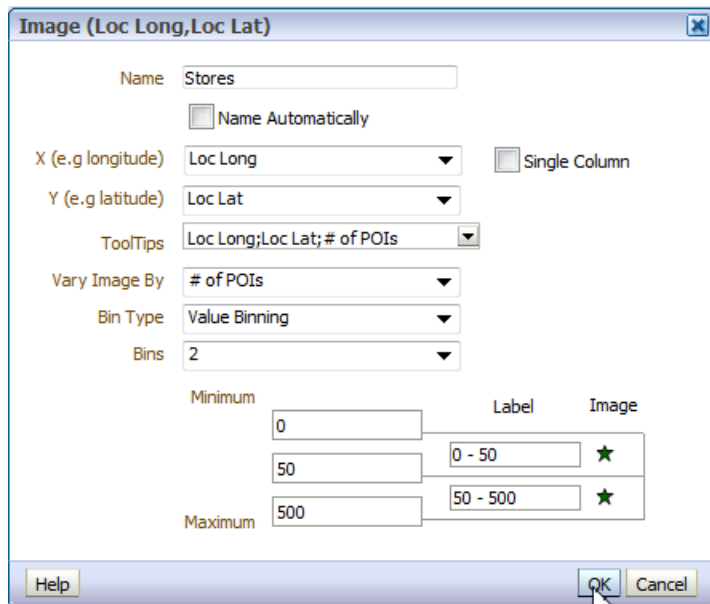 Image (Loc Long,Loc Lat)
Name Stores
Name Automatically
X (e.g longitude) Loc Long Single Column
Y (e.g latitude) Loc Lat
ToolTips Loc Long;Loc Lat;# of POIs
Vary Image By # of POIs
Bin Type Value Binning
Bins 2
Minimum Label Image
0
0 - 50
50
50 - 500
Maximum 500
Help OK Cancel